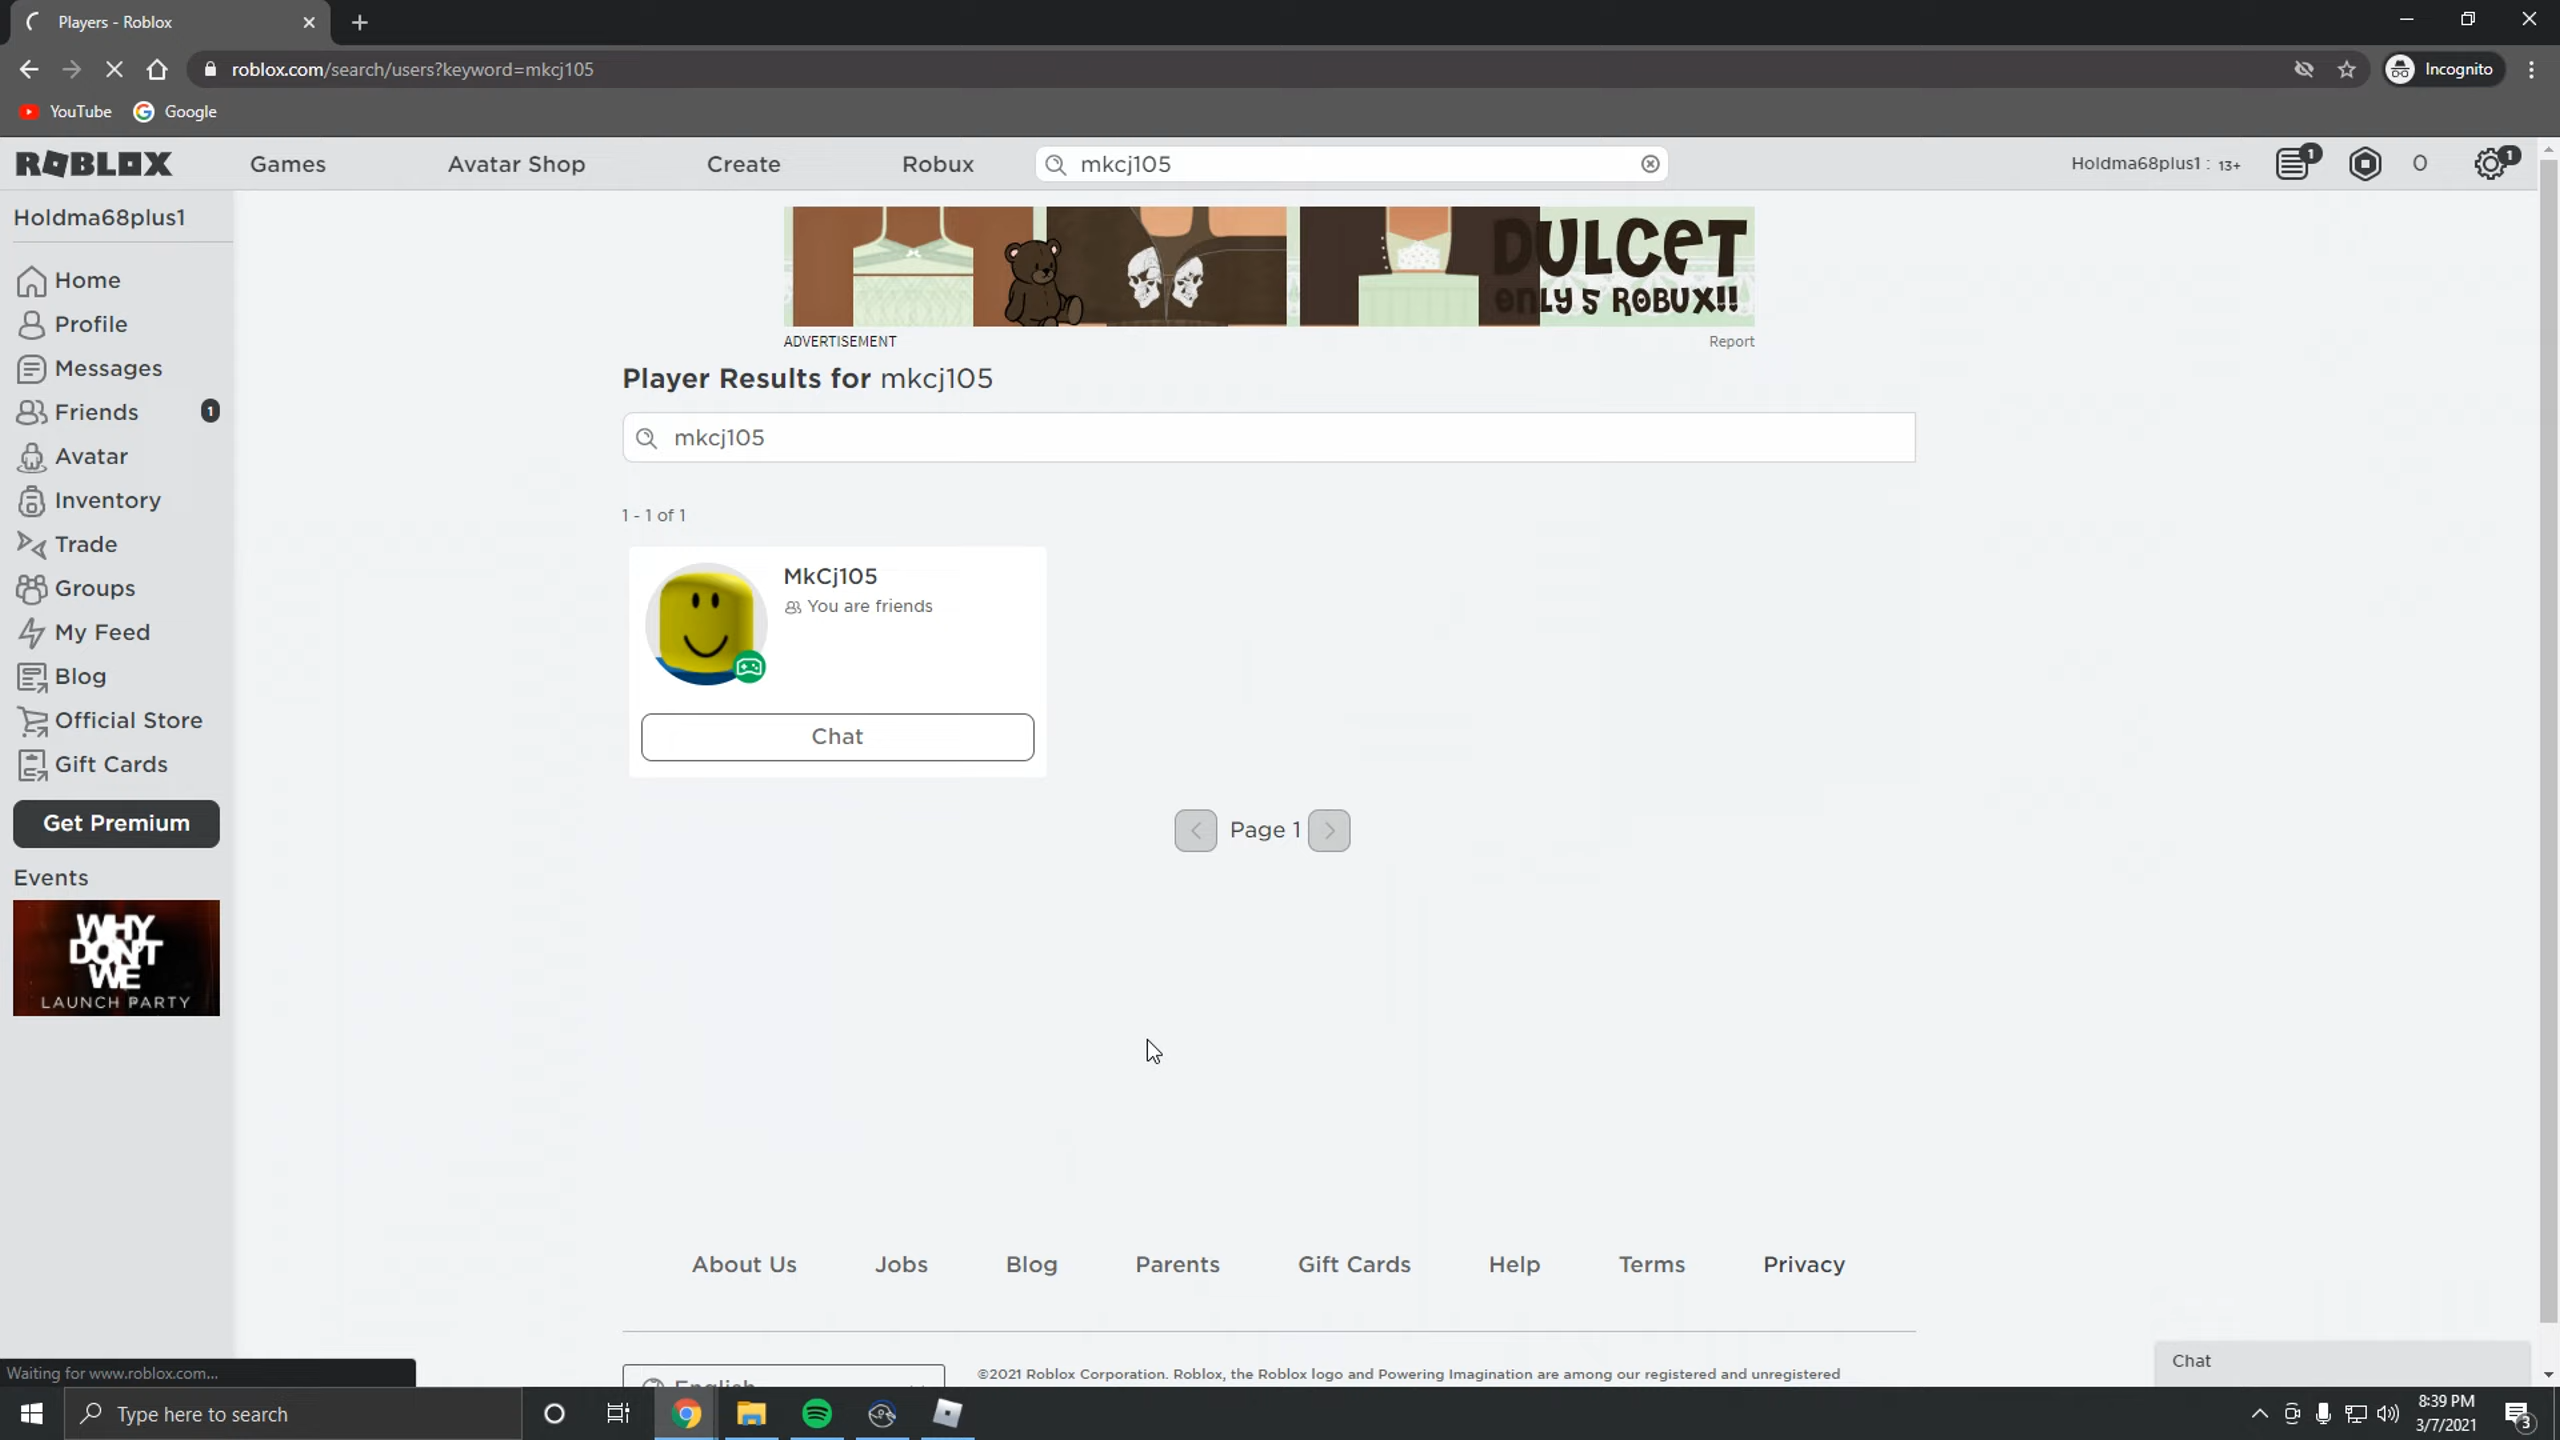 Players - Roblox
roblox.com/search/users?keyword=mkcj105
Incognito
YouTube
Google
ROBLOX
Games
Avatar Shop
Create
Robux
mkcj105
Holdma68plus1 : 13+
1
0
1
Holdma68plus1
Home
Profile
Messages
Friends
1
Avatar
Inventory
Trade
Groups
My Feed
Blog
Official Store
Gift Cards
Get Premium
Events
WHY
DON'T
WE
LAUNCH PARTY
DULCET
ONLY 5 ROBUX!!
ADVERTISEMENT
Report
Player Results for mkcj105
mkcj105
1 - 1 of 1
MkCj105
You are friends
Chat
Page 1
About Us
Jobs
Blog
Parents
Gift Cards
Help
Terms
Privacy
English
©2021 Roblox Corporation. Roblox, the Roblox logo and Powering Imagination are among our registered and unregistered
Chat
Waiting for www.roblox.com...
Type here to search
8:39 PM
3/7/2021
3